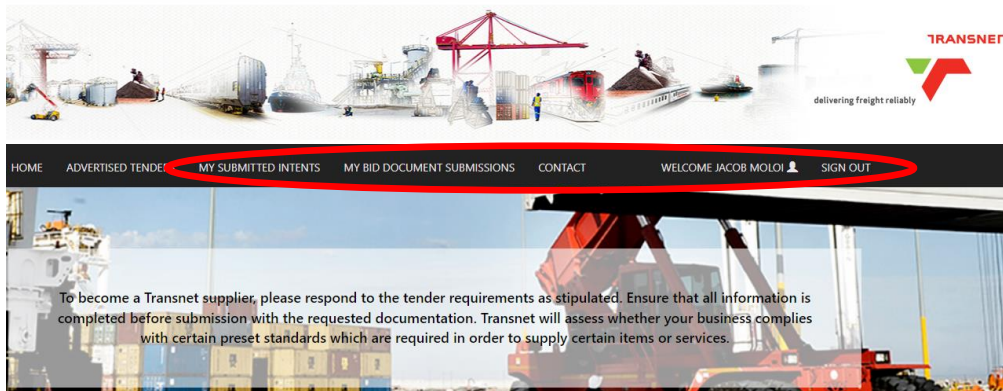 TRANSNET
delivering freight reliably
HOME ADVERTISED TENDE MY SUBMITTED INTENTS MY BID DOCUMENT SUBMISSIONS CONTACT WELCOME JACOB MOLOI SIGN OUT
To become a Transnet supplier, please respond to the tender requirements as stipulated. Ensure that all information is
completed before submission with the requested documentation. Transnet will assess whether your business complies
with certain preset standards which are required in order to supply certain items or services.